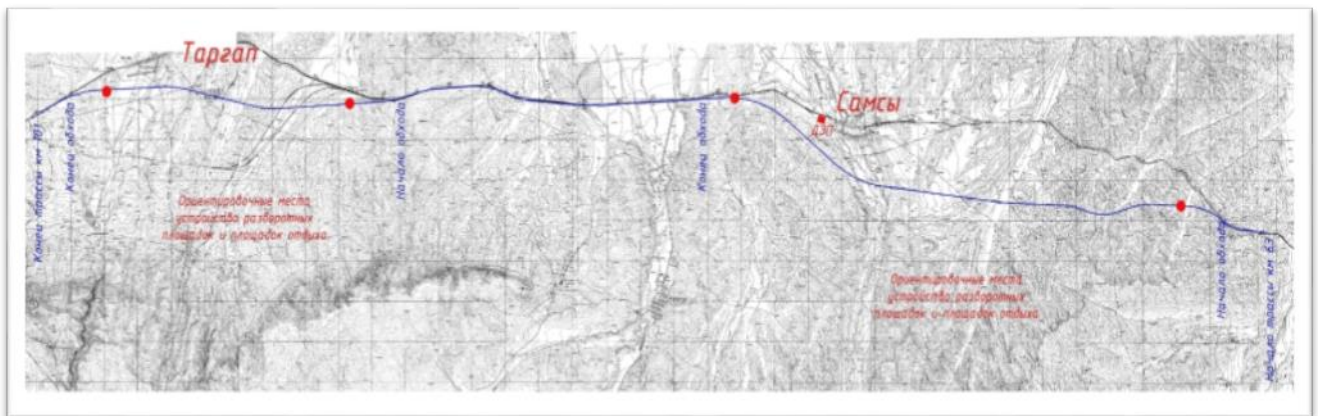 Таргап
Самсы
ДЭП
Конец трассы км 101
Конец обхода
Начало обхода
Конец обхода
Ориентировочные места
устройства разворотных
площадок и площадок отдыха
Ориентировочные места
устройства разворотных
площадок и площадок отдыха
Начало обхода
Начало трассы км 63